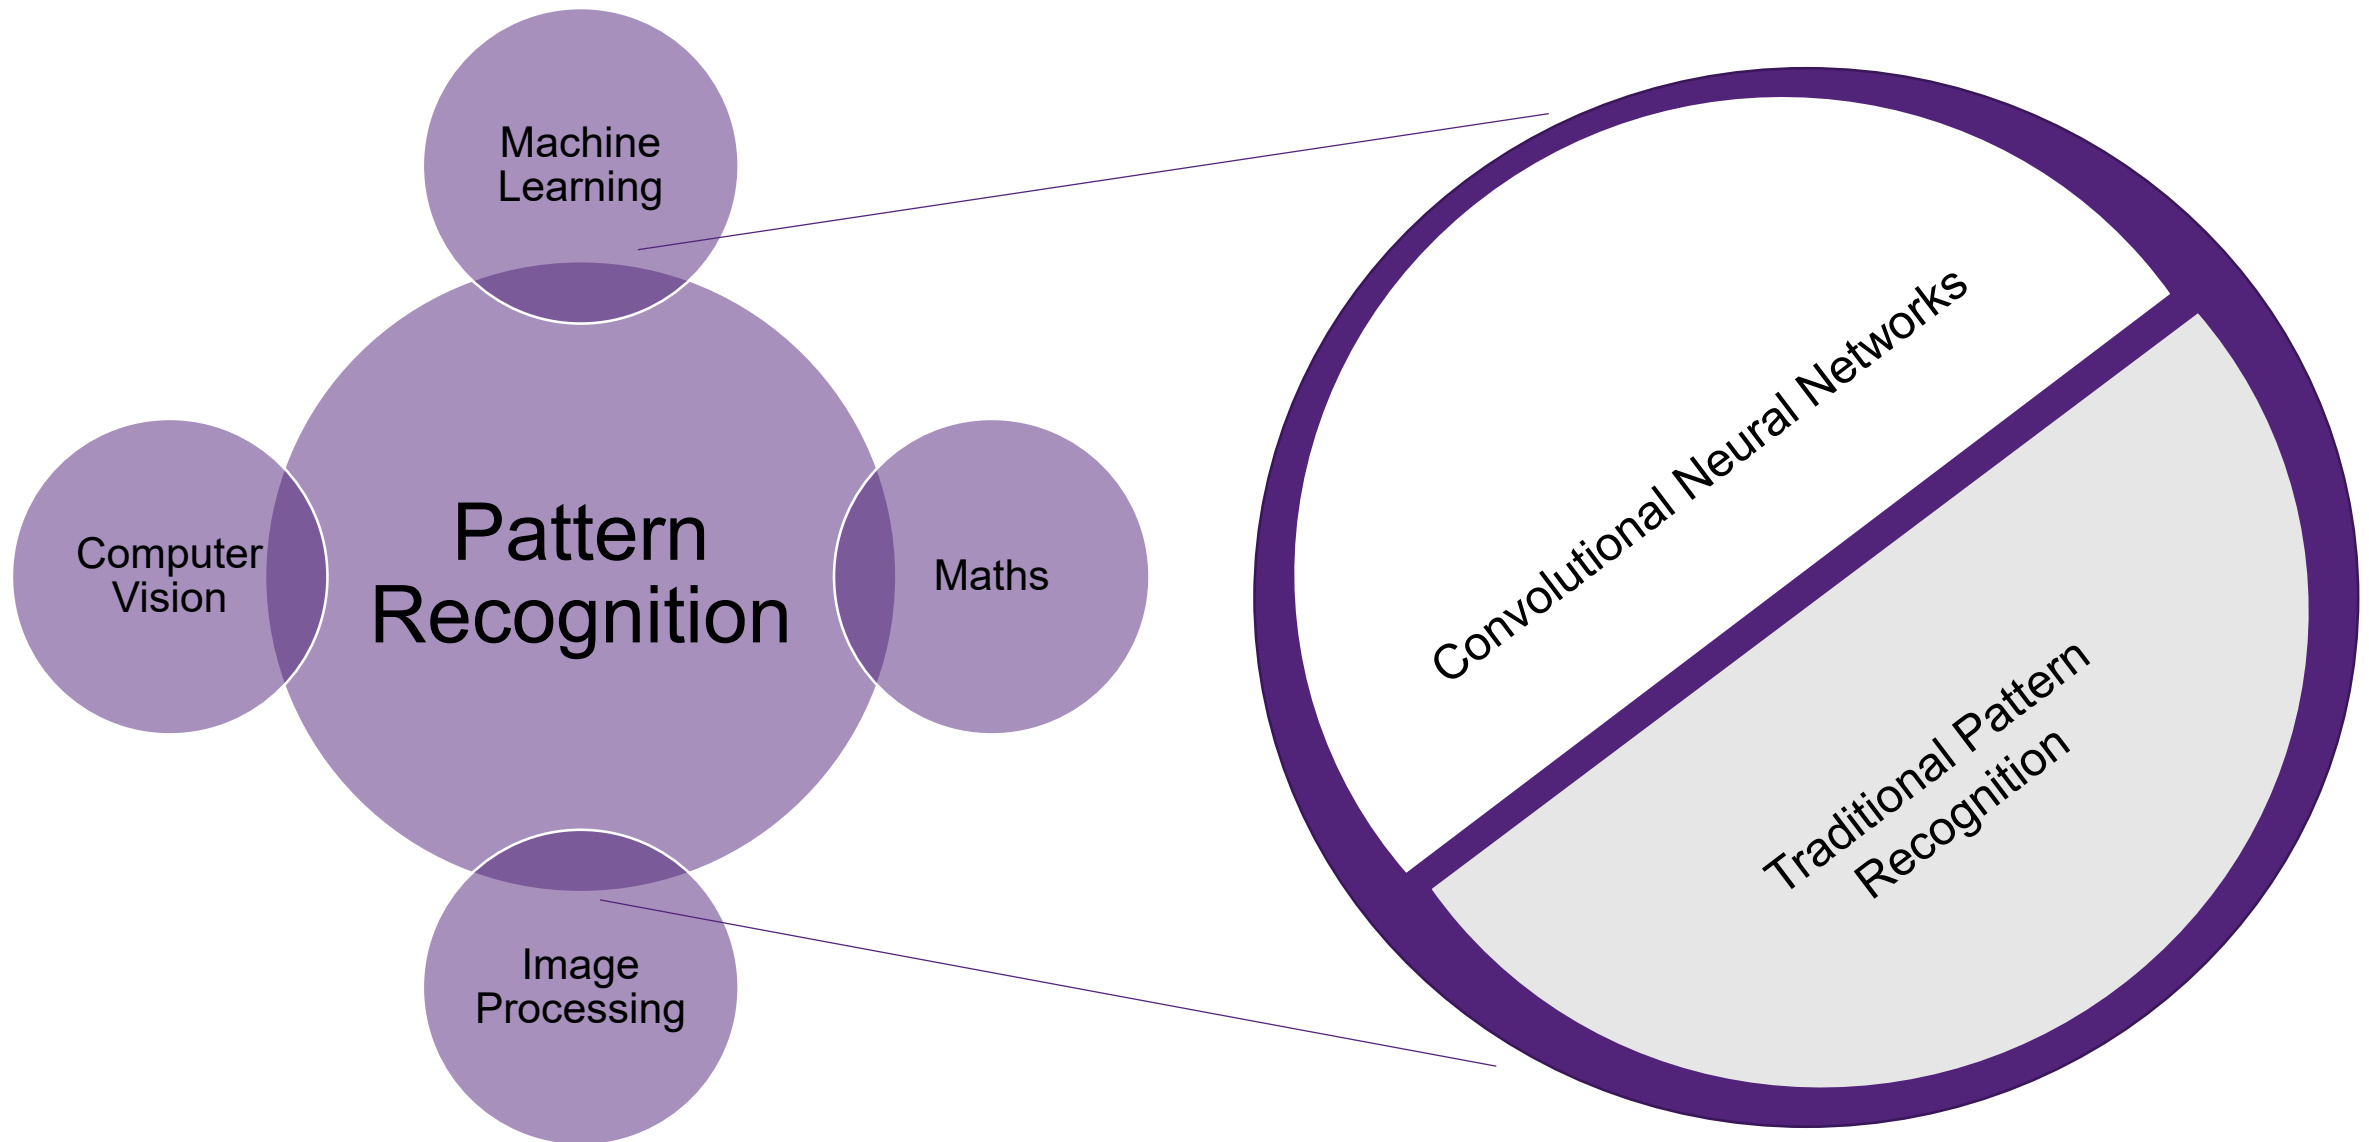 Machine
Learning
Computer
Vision
Pattern
Recognition
Maths
Image
Processing
Convolutional Neural Networks
Traditional Pattern
Recognition